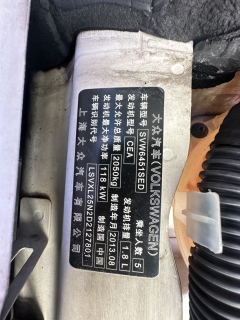 大众汽车(VOLKSWAGEN)
车辆型号 SVW6451SED 乘坐人数 5
发动机型号 CEA 发动机排量 1.8 L
最大允许总质量 2050kg 制造年月 2013.08
发动机最大净功率 118 kW 制造国 中国
车辆识别代号 LSVXL25N2D2127901
上海大众汽车有限公司